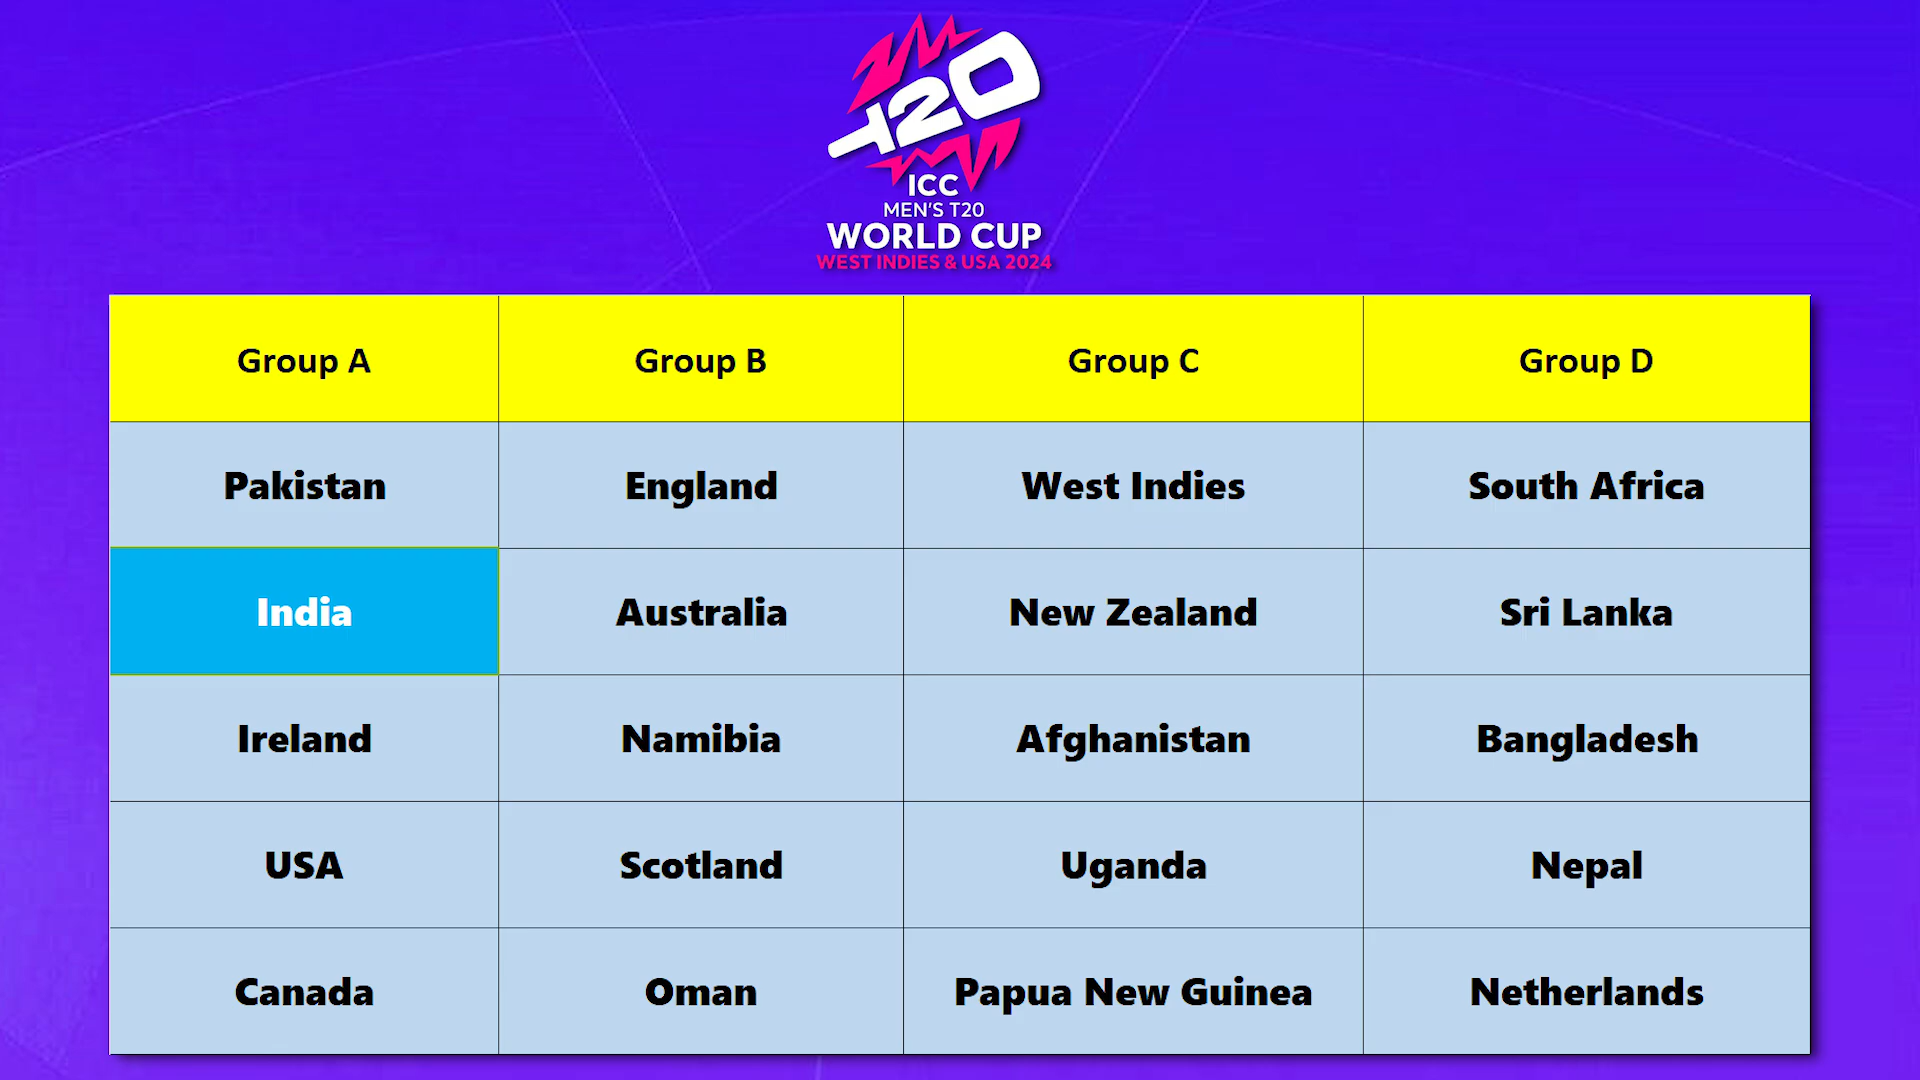 T20
ICC
MEN'S T20
WORLD CUP
WEST INDIES & USA 2024
Group A Group B Group C Group D
Pakistan England West Indies South Africa
India Australia New Zealand Sri Lanka
Ireland Namibia Afghanistan Bangladesh
USA Scotland Uganda Nepal
Canada Oman Papua New Guinea Netherlands